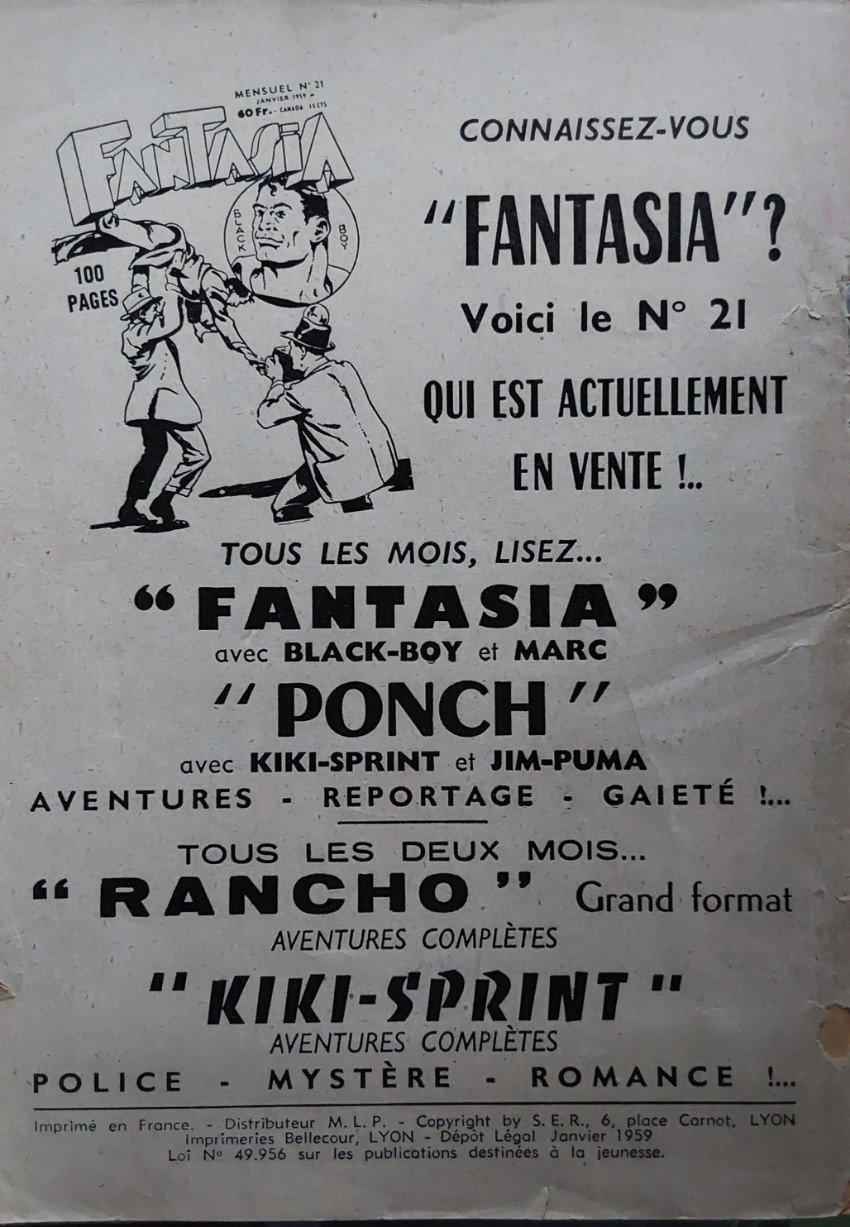 MENSUEL N° 21
JANVIER 1959
60 Fr. - CANADA 15 CTS
FANTASIA
BLACK BOY
100
PAGES
CONNAISSEZ-VOUS
"FANTASIA"?
Voici le N° 21
QUI EST ACTUELLEMENT
EN VENTE !..
TOUS LES MOIS, LISEZ...
"FANTASIA"
avec BLACK-BOY et MARC
"PONCH"
avec KIKI-SPRINT et JIM-PUMA
AVENTURES - REPORTAGE - GAIETÉ !...
TOUS LES DEUX MOIS...
"RANCHO" Grand format
AVENTURES COMPLÈTES
"KIKI-SPRINT"
AVENTURES COMPLÈTES
POLICE - MYSTÈRE - ROMANCE !...
Imprimé en France. - Distributeur M. L. P. - Copyright by S. E. R., 6, place Carnot, LYON
Imprimeries Bellecour, LYON - Dépôt Légal Janvier 1959
Loi N° 49.956 sur les publications destinées à la jeunesse.